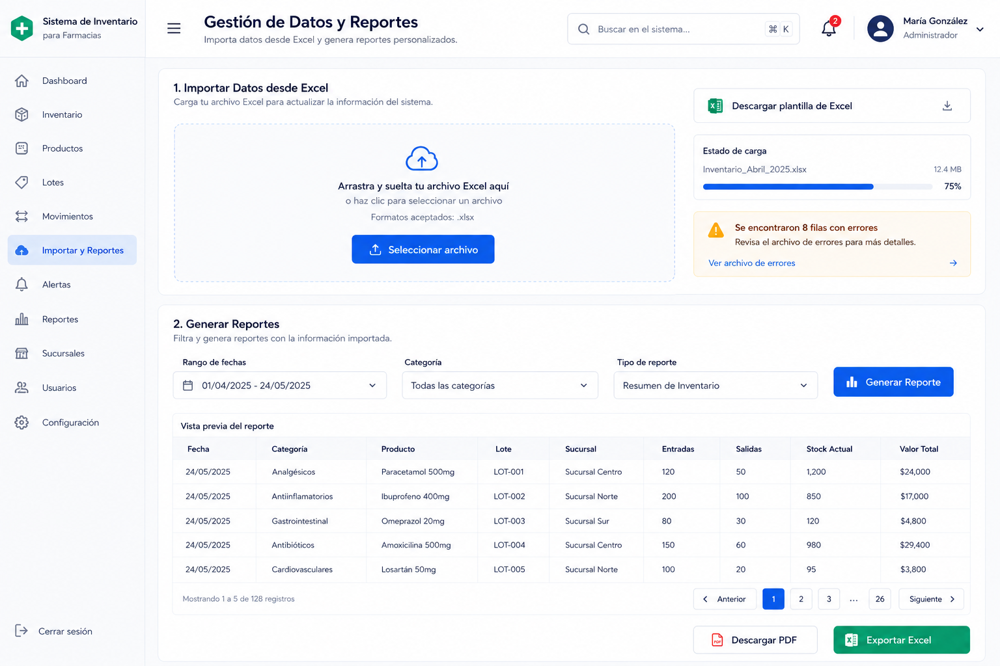 Sistema de Inventario
para Farmacias
Gestión de Datos y Reportes
Importa datos desde Excel y genera reportes personalizados.
Buscar en el sistema...
⌘ K
2
María González
Administrador
Dashboard
Inventario
Productos
Lotes
Movimientos
Importar y Reportes
Alertas
Reportes
Sucursales
Usuarios
Configuración
Cerrar sesión
1. Importar Datos desde Excel
Carga tu archivo Excel para actualizar la información del sistema.
Arrastra y suelta tu archivo Excel aquí
o haz clic para seleccionar un archivo
Formatos aceptados: .xlsx
Seleccionar archivo
Descargar plantilla de Excel
Estado de carga
Inventario_Abril_2025.xlsx 12.4 MB
75%
Se encontraron 8 filas con errores
Revisa el archivo de errores para más detalles.
Ver archivo de errores →
2. Generar Reportes
Filtra y genera reportes con la información importada.
Rango de fechas Categoría Tipo de reporte
01/04/2025 - 24/05/2025 Todas las categorías Resumen de Inventario Generar Reporte
Vista previa del reporte
Fecha Categoría Producto Lote Sucursal Entradas Salidas Stock Actual Valor Total
24/05/2025 Analgésicos Paracetamol 500mg LOT-001 Sucursal Centro 120 50 1,200 $24,000
24/05/2025 Antiinflamatorios Ibuprofeno 400mg LOT-002 Sucursal Norte 200 100 850 $17,000
24/05/2025 Gastrointestinal Omeprazol 20mg LOT-003 Sucursal Sur 80 30 120 $4,800
24/05/2025 Antibióticos Amoxicilina 500mg LOT-004 Sucursal Centro 150 60 980 $29,400
24/05/2025 Cardiovasculares Losartán 50mg LOT-005 Sucursal Norte 100 20 95 $3,800
Mostrando 1 a 5 de 128 registros Anterior 1 2 3 ... 26 Siguiente
PDF Descargar PDF Exportar Excel